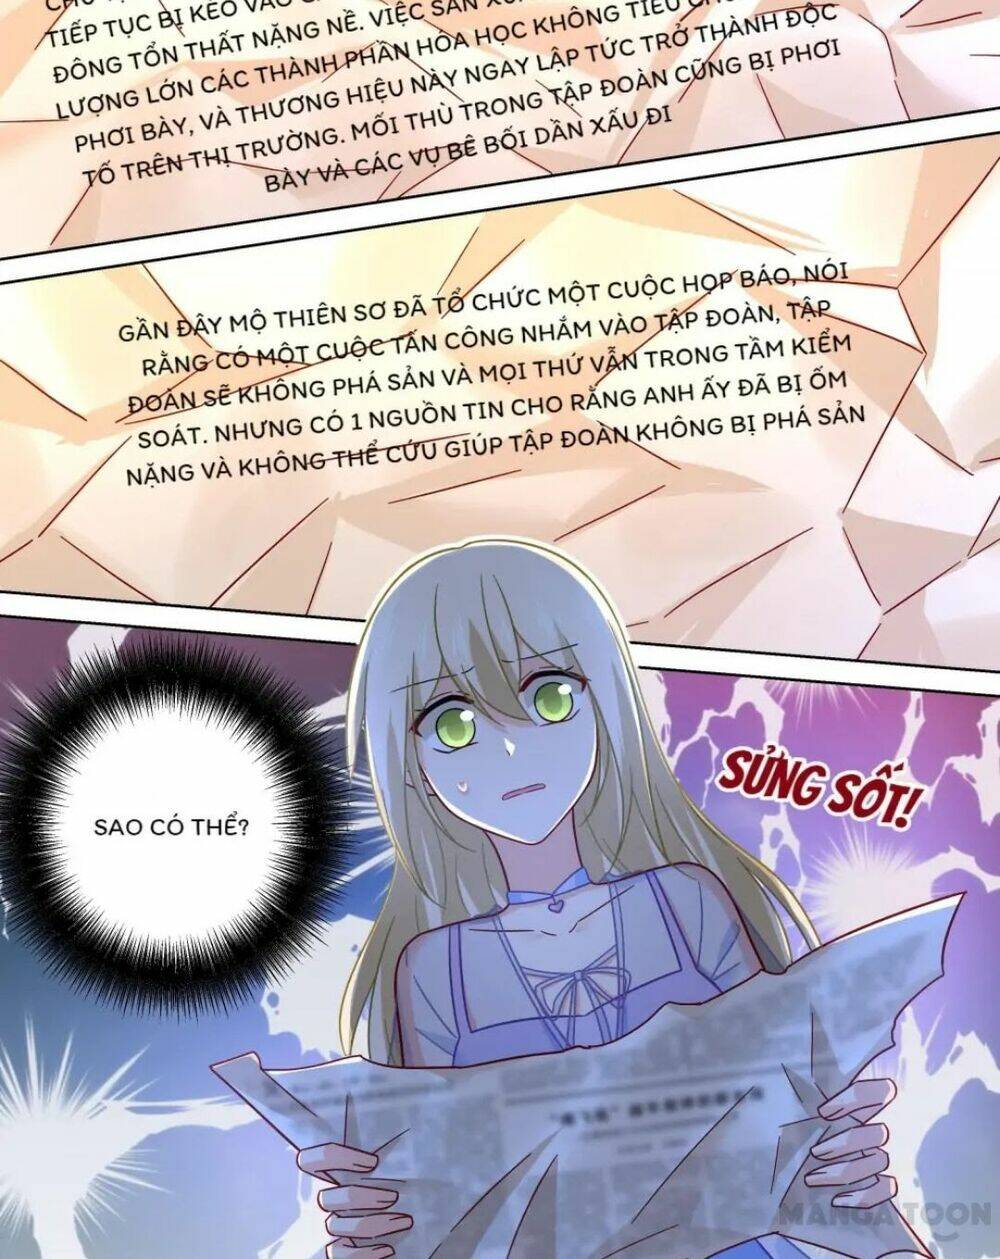 TIẾP TỤC BỊ KÉO VÀO
ĐÔNG TỔN THẤT NẶNG NỀ. VIỆC SẢN
LƯỢNG LỚN CÁC THÀNH PHẦN HÓA HỌC KHÔNG TIÊU
PHƠI BÀY, VÀ THƯƠNG HIỆU NÀY NGAY LẬP TỨC TRỞ THÀNH ĐỘC
TỐ TRÊN THỊ TRƯỜNG. MỐI THÙ TRONG TẬP ĐOÀN CŨNG BỊ PHƠI
BÀY VÀ CÁC VỤ BÊ BỐI DẦN XẤU ĐI
GẦN ĐÂY MỘ THIÊN SƠ ĐÃ TỔ CHỨC MỘT CUỘC HỌP BÁO, NÓI
RẰNG CÓ MỘT CUỘC TẤN CÔNG NHẮM VÀO TẬP ĐOÀN, TẬP
ĐOÀN SẼ KHÔNG PHÁ SẢN VÀ MỌI THỨ VẪN TRONG TẦM KIỂM
SOÁT. NHƯNG CÓ 1 NGUỒN TIN CHO RẰNG ANH ẤY ĐÃ BỊ ỐM
NẶNG VÀ KHÔNG THỂ CỨU GIÚP TẬP ĐOÀN KHÔNG BỊ PHÁ SẢN
SỬNG SỐT!
SAO CÓ THỂ?
MANGATOON